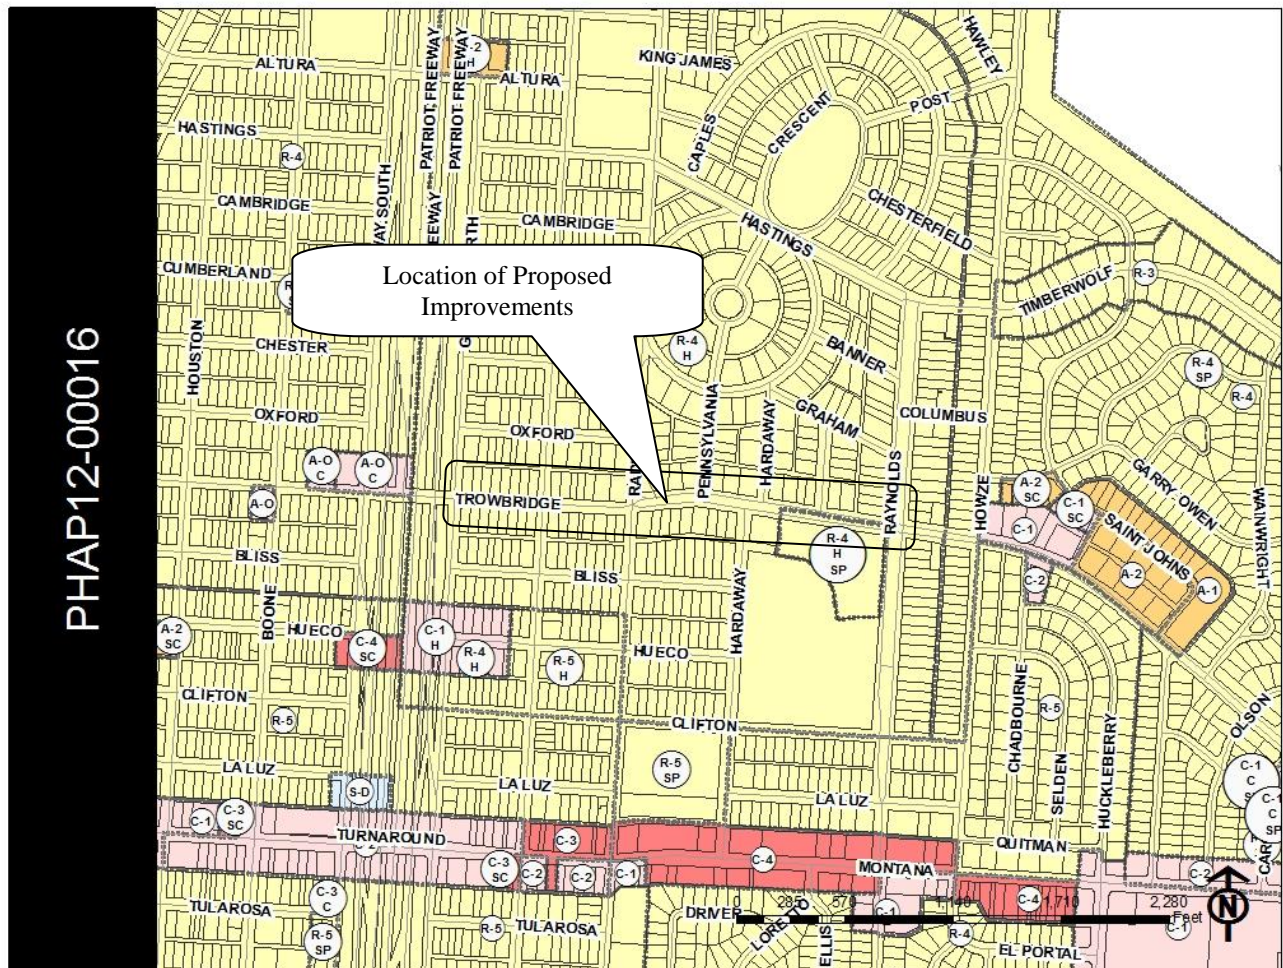 PHAP12-00016
ALTURA
PATRIOT FREEWAY
PATRIOT FREEWAY
H
ALTURA
KING JAMES
HAWLEY
POST
CRESCENT
CAPLES
HASTINGS
R-4
CAMBRIDGE
CAMBRIDGE
HASTINGS
CHESTERFIELD
CUMBERLAND
TIMBERWOLF
R-3
Location of Proposed
Improvements
HOUSTON
CHESTER
R-4
H
BANNER
R-4
SP
R-4
OXFORD
OXFORD
PENNSYLVANIA
HARDAWAY
GRAHAM
COLUMBUS
RAYNOLDS
A-O
C
A-O
C
A-O
TROWBRIDGE
HOWZE
A-2
SC
C-1
SC
C-1
GARRY OWEN
SAINT JOHNS
WAINWRIGHT
R-4
H
SP
BLISS
BLISS
HARDAWAY
C-2
A-2
A-1
BOONE
A-2
SC
HUECO
C-4
SC
C-1
H
R-4
H
R-5
H
HUECO
CLIFTON
R-5
CLIFTON
CHADBOURNE
R-5
SELDEN
HUCKLEBERRY
OLSON
LA LUZ
S-D
LA LUZ
R-5
SP
LA LUZ
C-1
C
C-1
C
SP
C-1
C-3
SC
TURNAROUND
C-2
C-3
C-4
MONTANA
QUITMAN
C-3
SC
C-2
C-2
C-1
C-2
C-3
C
TULAROSA
R-5
SP
R-5
TULAROSA
DRIVER
LORETTO
ELLIS
C-1
R-4
C-4
EL PORTAL
C-1
0 285 570 1,140 1,710 2,280
Feet
N